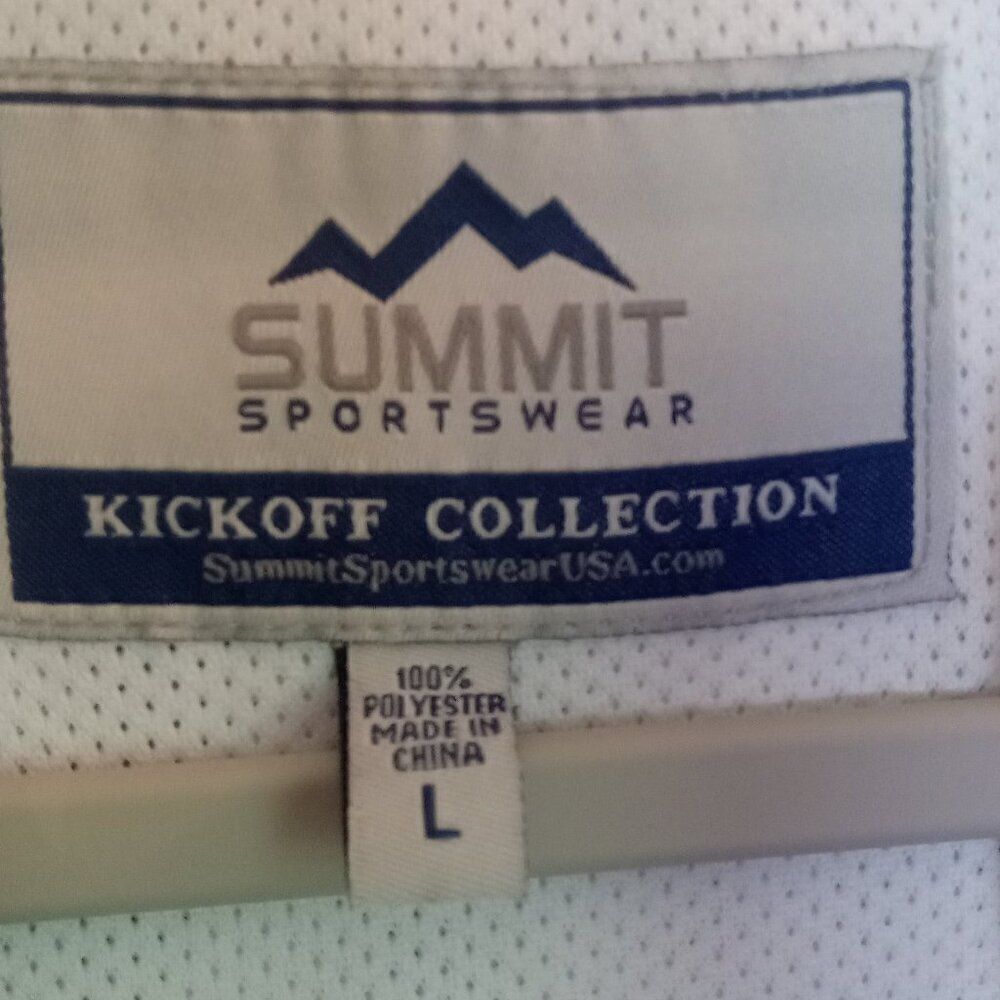 SUMMIT
SPORTSWEAR
KICKOFF COLLECTION
SummitSportswearUSA.com
100%
POLYESTER
MADE IN
CHINA
L